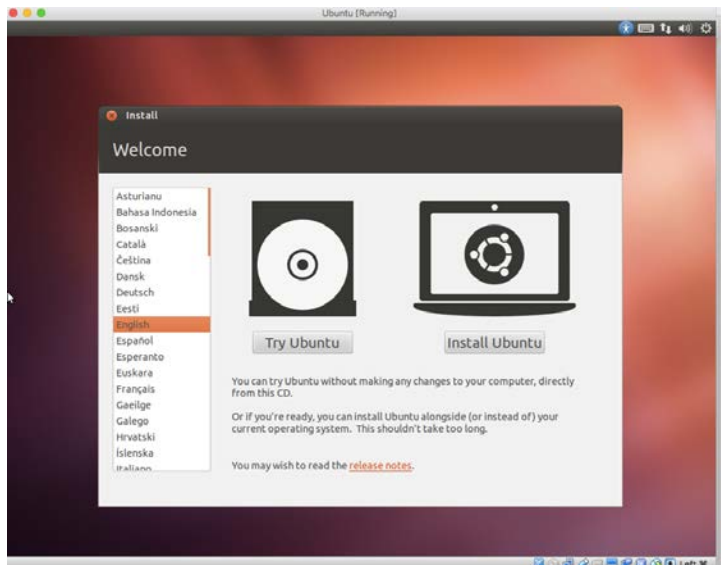 Ubuntu [Running]
Install
Welcome
Asturianu
Bahasa Indonesia
Bosanski
Català
Čeština
Dansk
Deutsch
Eesti
English
Español
Esperanto
Euskara
Français
Gaeilge
Galego
Hrvatski
Íslenska
Italiano
Try Ubuntu
Install Ubuntu
You can try Ubuntu without making any changes to your computer, directly
from this CD.
Or if you're ready, you can install Ubuntu alongside (or instead of) your
current operating system. This shouldn't take too long.
You may wish to read the release notes.
Left ⌘